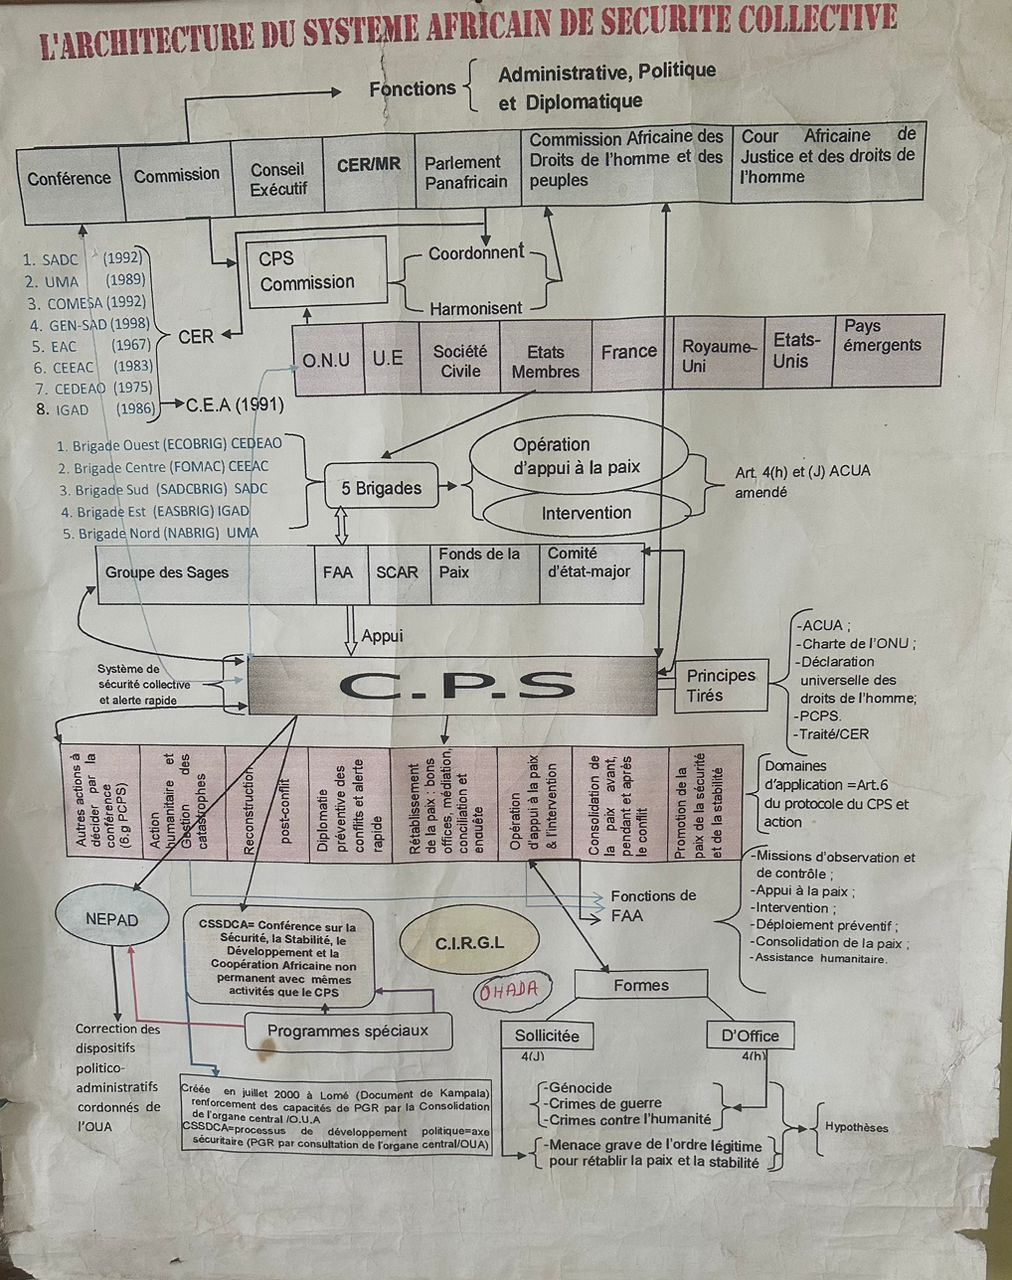 L'ARCHITECTURE DU SYSTEME AFRICAIN DE SECURITE COLLECTIVE
Fonctions
Administrative, Politique
et Diplomatique
Conférence
Commission
Conseil
Exécutif
CER/MR
Parlement
Panafricain
Commission Africaine des
Droits de l'homme et des
peuples
Cour Africaine de
Justice et des droits de
l'homme
1. SADC (1992)
2. UMA (1989)
3. COMESA (1992)
4. GEN-SAD (1998)
5. EAC (1967)
6. CEEAC (1983)
7. CEDEAO (1975)
8. IGAD (1986)
CER
C.E.A (1991)
CPS
Commission
Coordonnent
Harmonisent
O.N.U
U.E
Société
Civile
Etats
Membres
France
Royaume-
Uni
Etats-
Unis
Pays
émergents
1. Brigade Ouest (ECOBRIG) CEDEAO
2. Brigade Centre (FOMAC) CEEAC
3. Brigade Sud (SADCBRIG) SADC
4. Brigade Est (EASBRIG) IGAD
5. Brigade Nord (NABRIG) UMA
5 Brigades
Opération
d'appui à la paix
Intervention
Art. 4(h) et (J) ACUA
amendé
Groupe des Sages
FAA
SCAR
Fonds de la
Paix
Comité
d'état-major
Appui
Système de
sécurité collective
et alerte rapide
C.P.S
Principes
Tirés
-ACUA ;
-Charte de l'ONU ;
-Déclaration
universelle des
droits de l'homme;
-PCPS.
-Traité/CER
Autres actions à
décider par la
conférence
(6.g PCPS)
Action
humanitaire et
Gestion des
catastrophes
Reconstruction
post-conflit
Diplomatie
préventive des
conflits et alerte
rapide
Rétablissement
de la paix : bons
offices, médiation,
conciliation et
enquête
Opération
d'appui à la paix
& l'intervention
Consolidation de
la paix avant,
pendant et après
le conflit
Promotion de la
paix de la sécurité
et de la stabilité
Domaines
d'application =Art.6
du protocole du CPS et
action
NEPAD
CSSDCA= Conférence sur la
Sécurité, la Stabilité, le
Développement et la
Coopération Africaine non
permanent avec mêmes
activités que le CPS
C.I.R.G.L
OHADA
Fonctions de
FAA
-Missions d'observation et
de contrôle ;
-Appui à la paix ;
-Intervention ;
-Déploiement préventif ;
-Consolidation de la paix ;
-Assistance humanitaire.
Formes
Programmes spéciaux
Sollicitée
4(J)
D'Office
4(h)
Correction des
dispositifs
politico-
administratifs
cordonnés de
l'OUA
Créée en juillet 2000 à Lomé (Document de Kampala)
renforcement des capacités de PGR par la Consolidation
de l'organe central /O.U.A
CSSDCA=processus de développement politique=axe
sécuritaire (PGR par consultation de l'organe central/OUA)
-Génocide
-Crimes de guerre
-Crimes contre l'humanité
-Menace grave de l'ordre légitime
pour rétablir la paix et la stabilité
Hypothèses